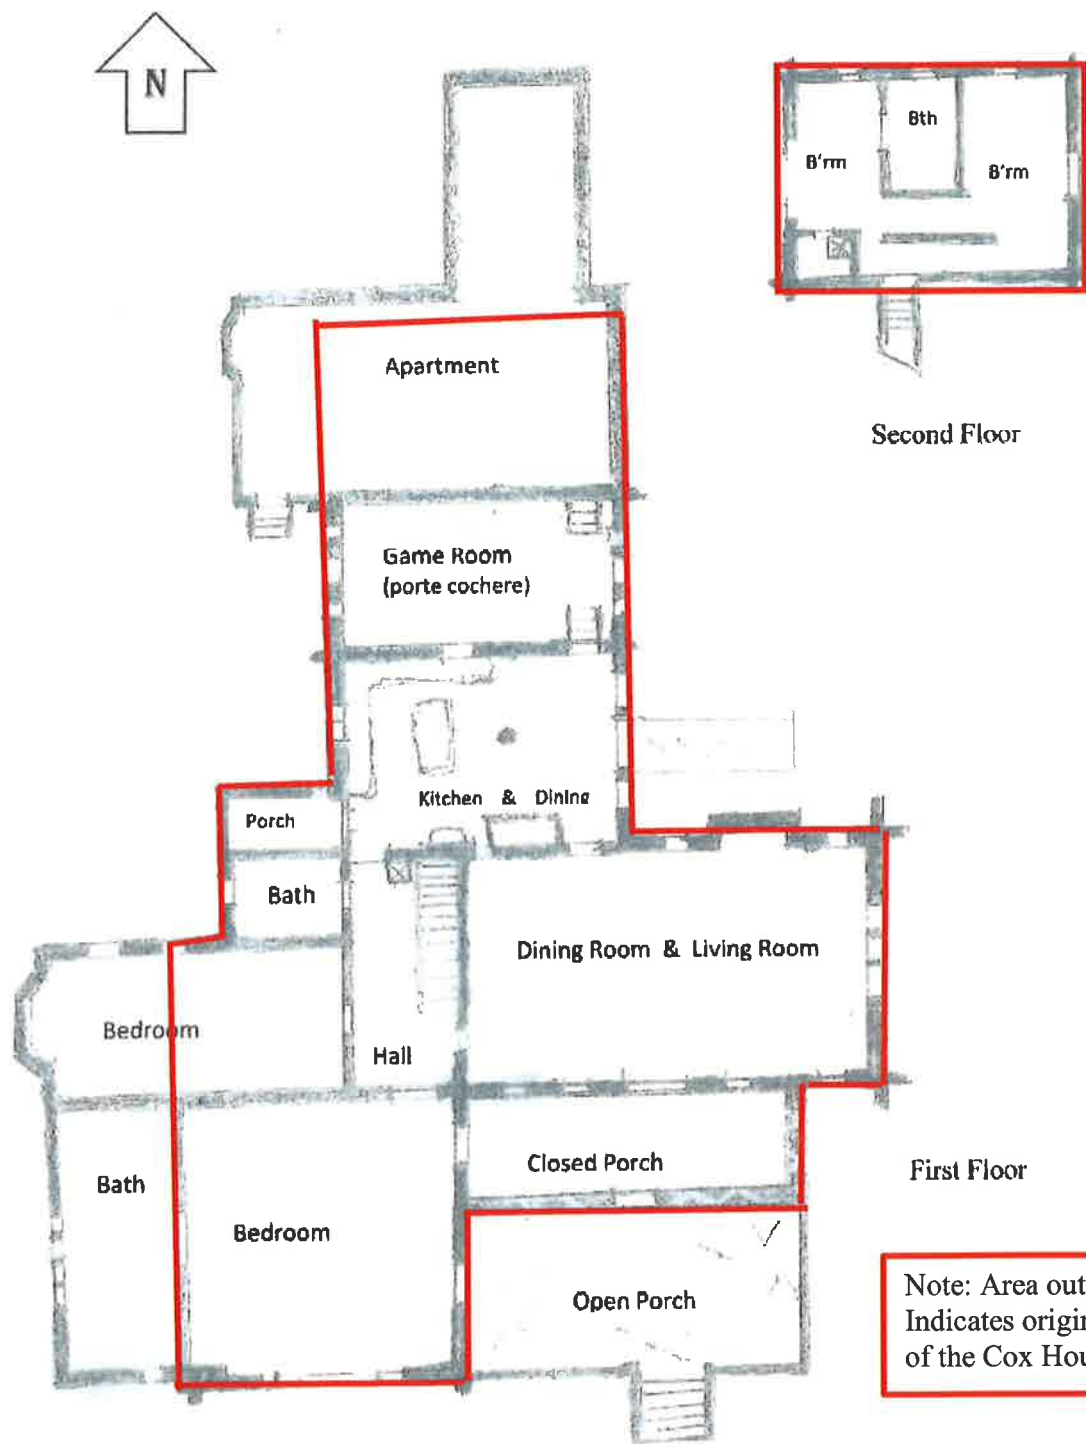 N
Bth
B'rm
B'rm
Second Floor
Apartment
Game Room
(porte cochere)
Kitchen & Dining
Porch
Bath
Dining Room & Living Room
Bedroom
Hall
Closed Porch
First Floor
Bath
Bedroom
Open Porch
Note: Area out
Indicates origin
of the Cox Hou